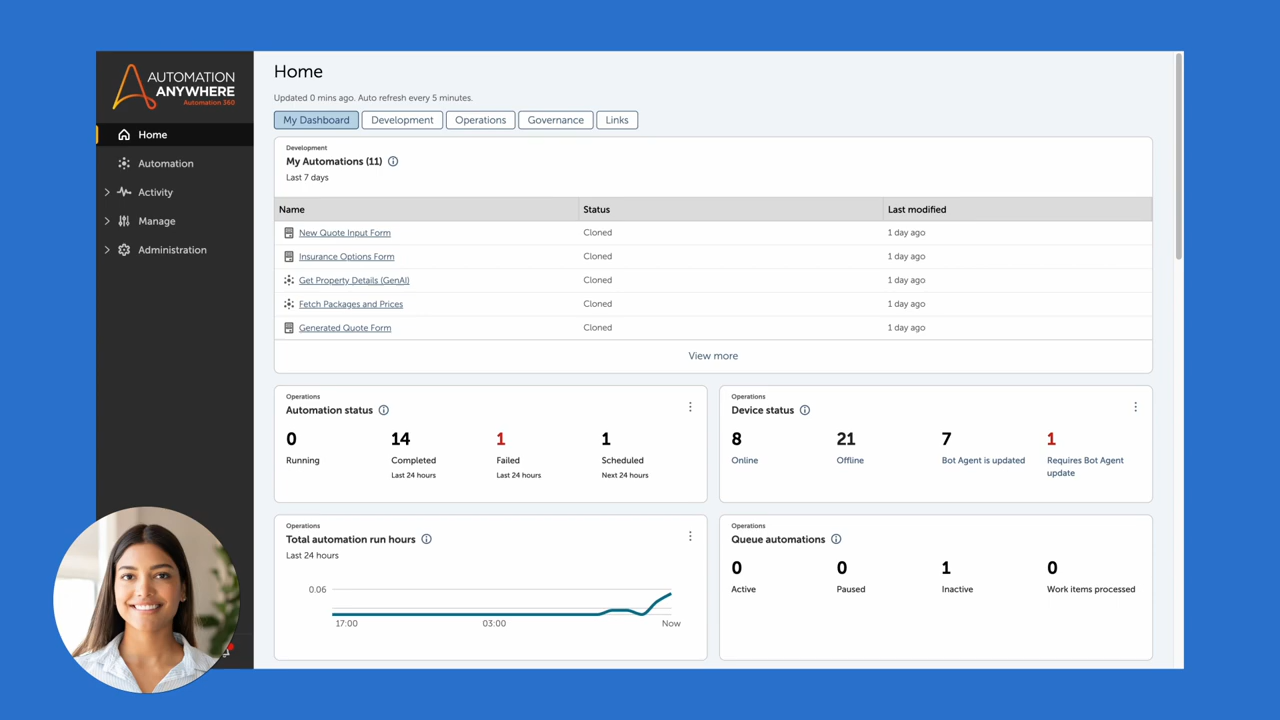 AUTOMATION
ANYWHERE
Automation 360
Home
Automation
Activity
Manage
Administration
Home
Updated 0 mins ago. Auto refresh every 5 minutes.
My Dashboard Development Operations Governance Links
Development
My Automations (11)
Last 7 days
Name Status Last modified
New Quote Input Form Cloned 1 day ago
Insurance Options Form Cloned 1 day ago
Get Property Details (GenAI) Cloned 1 day ago
Fetch Packages and Prices Cloned 1 day ago
Generated Quote Form Cloned 1 day ago
View more
Operations
Automation status
0 14 1 1
Running Completed Failed Scheduled
Last 24 hours Last 24 hours Next 24 hours
Operations
Device status
8 21 7 1
Online Offline Bot Agent is updated Requires Bot Agent
update
Operations
Total automation run hours
Last 24 hours
0.06
17:00 03:00 Now
Operations
Queue automations
0 0 1 0
Active Paused Inactive Work items processed